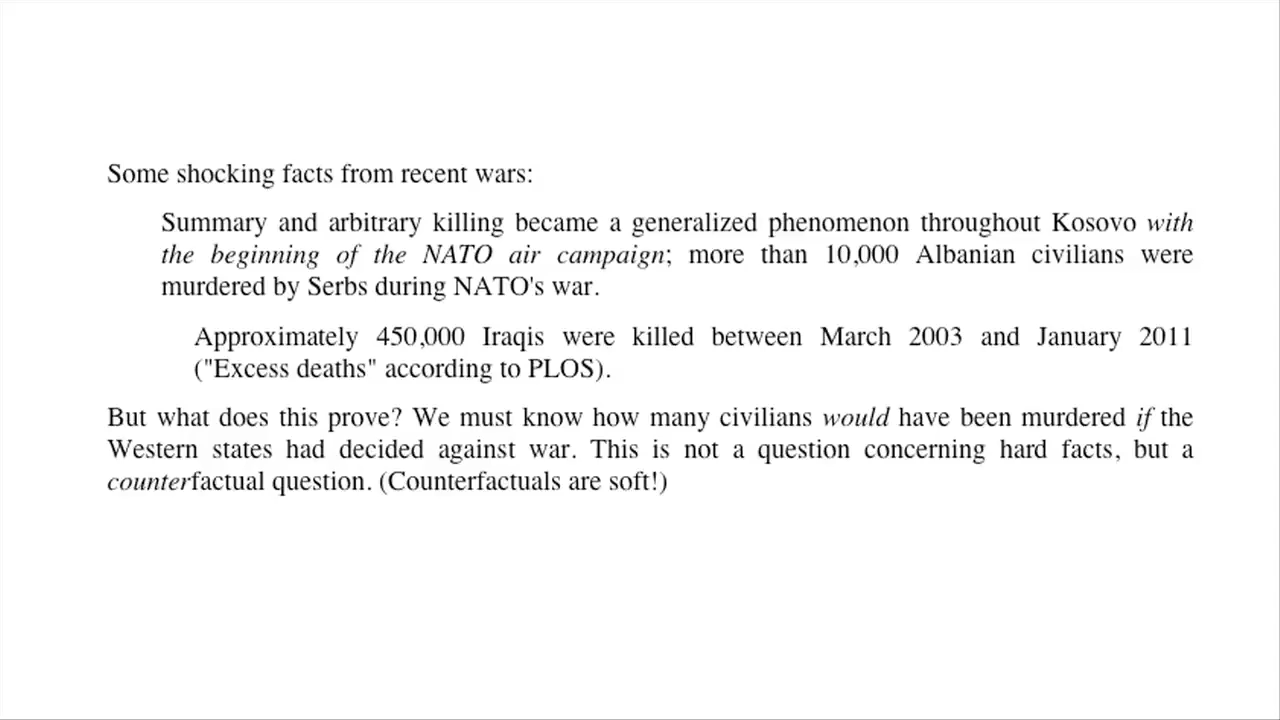 Some shocking facts from recent wars:
Summary and arbitrary killing became a generalized phenomenon throughout Kosovo with
the beginning of the NATO air campaign; more than 10,000 Albanian civilians were
murdered by Serbs during NATO's war.
Approximately 450,000 Iraqis were killed between March 2003 and January 2011
("Excess deaths" according to PLOS).
But what does this prove? We must know how many civilians would have been murdered if the
Western states had decided against war. This is not a question concerning hard facts, but a
counterfactual question. (Counterfactuals are soft!)